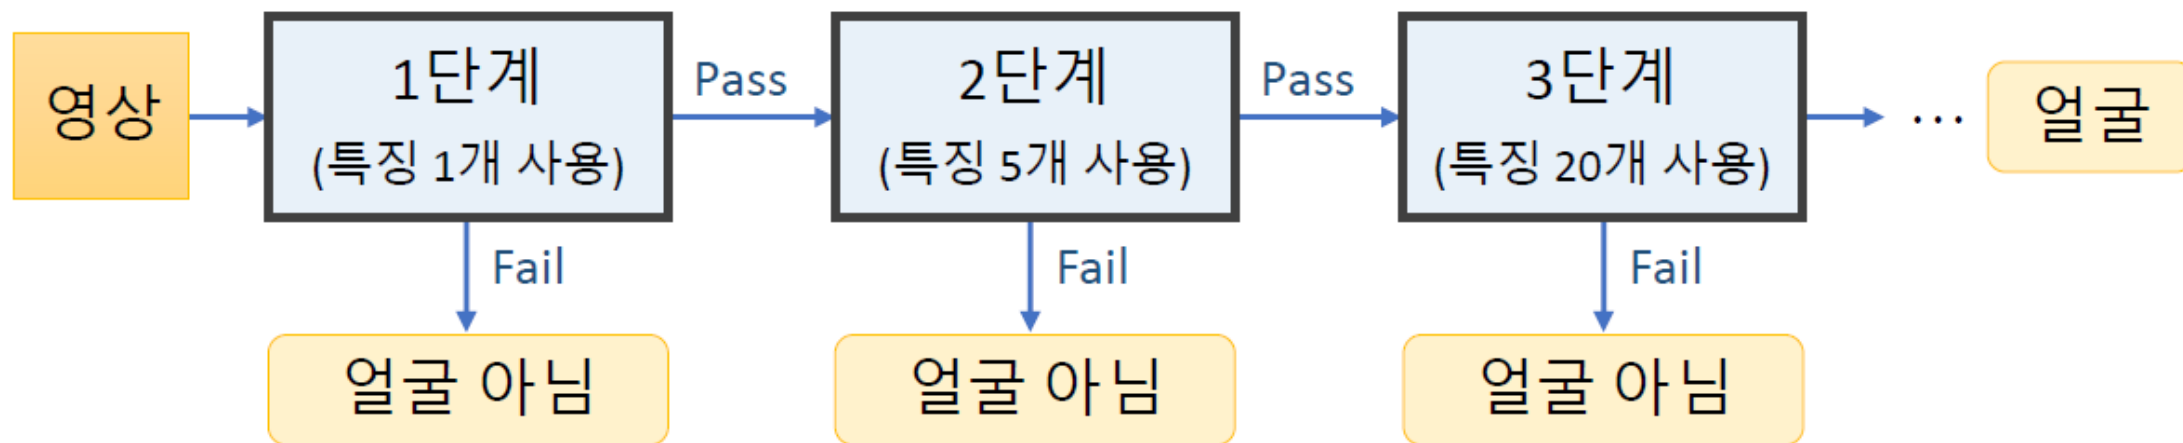 영상
1단계
(특징 1개 사용)
Pass
2단계
(특징 5개 사용)
Pass
3단계
(특징 20개 사용)
...
얼굴
Fail
Fail
Fail
얼굴 아님
얼굴 아님
얼굴 아님